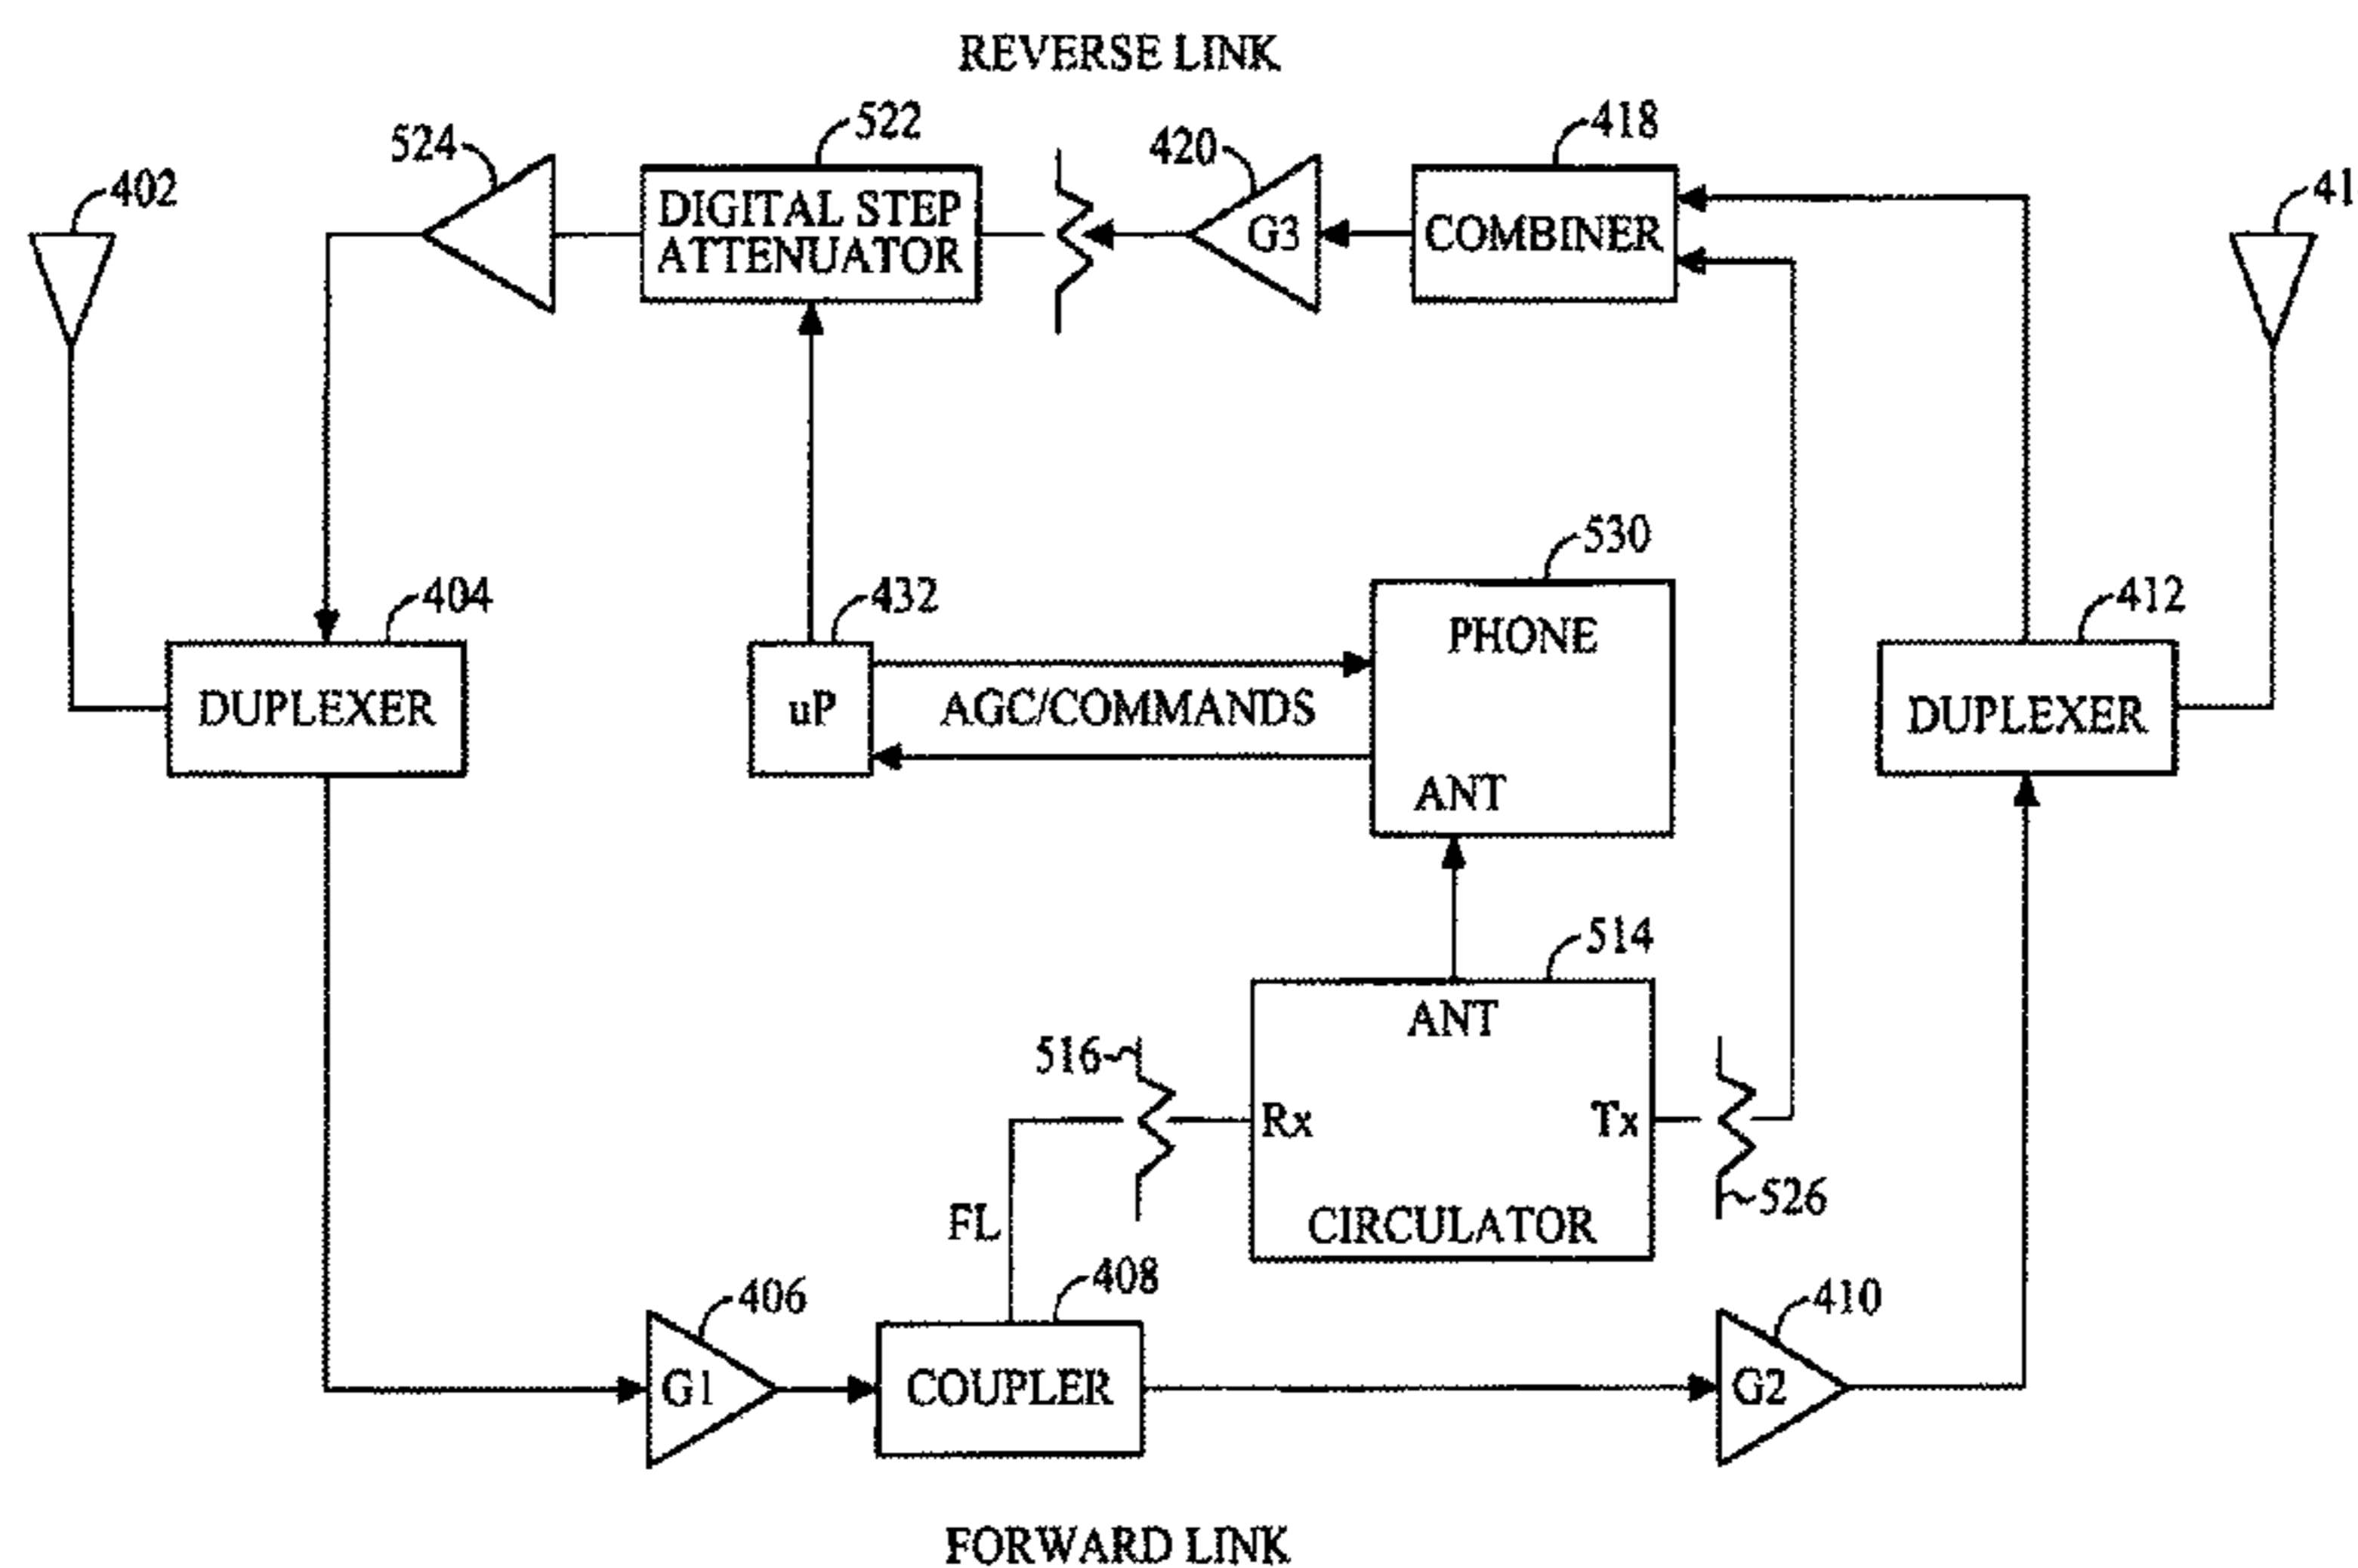 REVERSE LINK
524
522
420
418
402
41
DIGITAL STEP
ATTENUATOR
G3
COMBINER
530
404
432
412
PHONE
DUPLEXER
uP
AGC/COMMANDS
DUPLEXER
ANT
514
ANT
516
Rx
Tx
526
FL
CIRCULATOR
408
406
410
G1
COUPLER
G2
FORWARD LINK